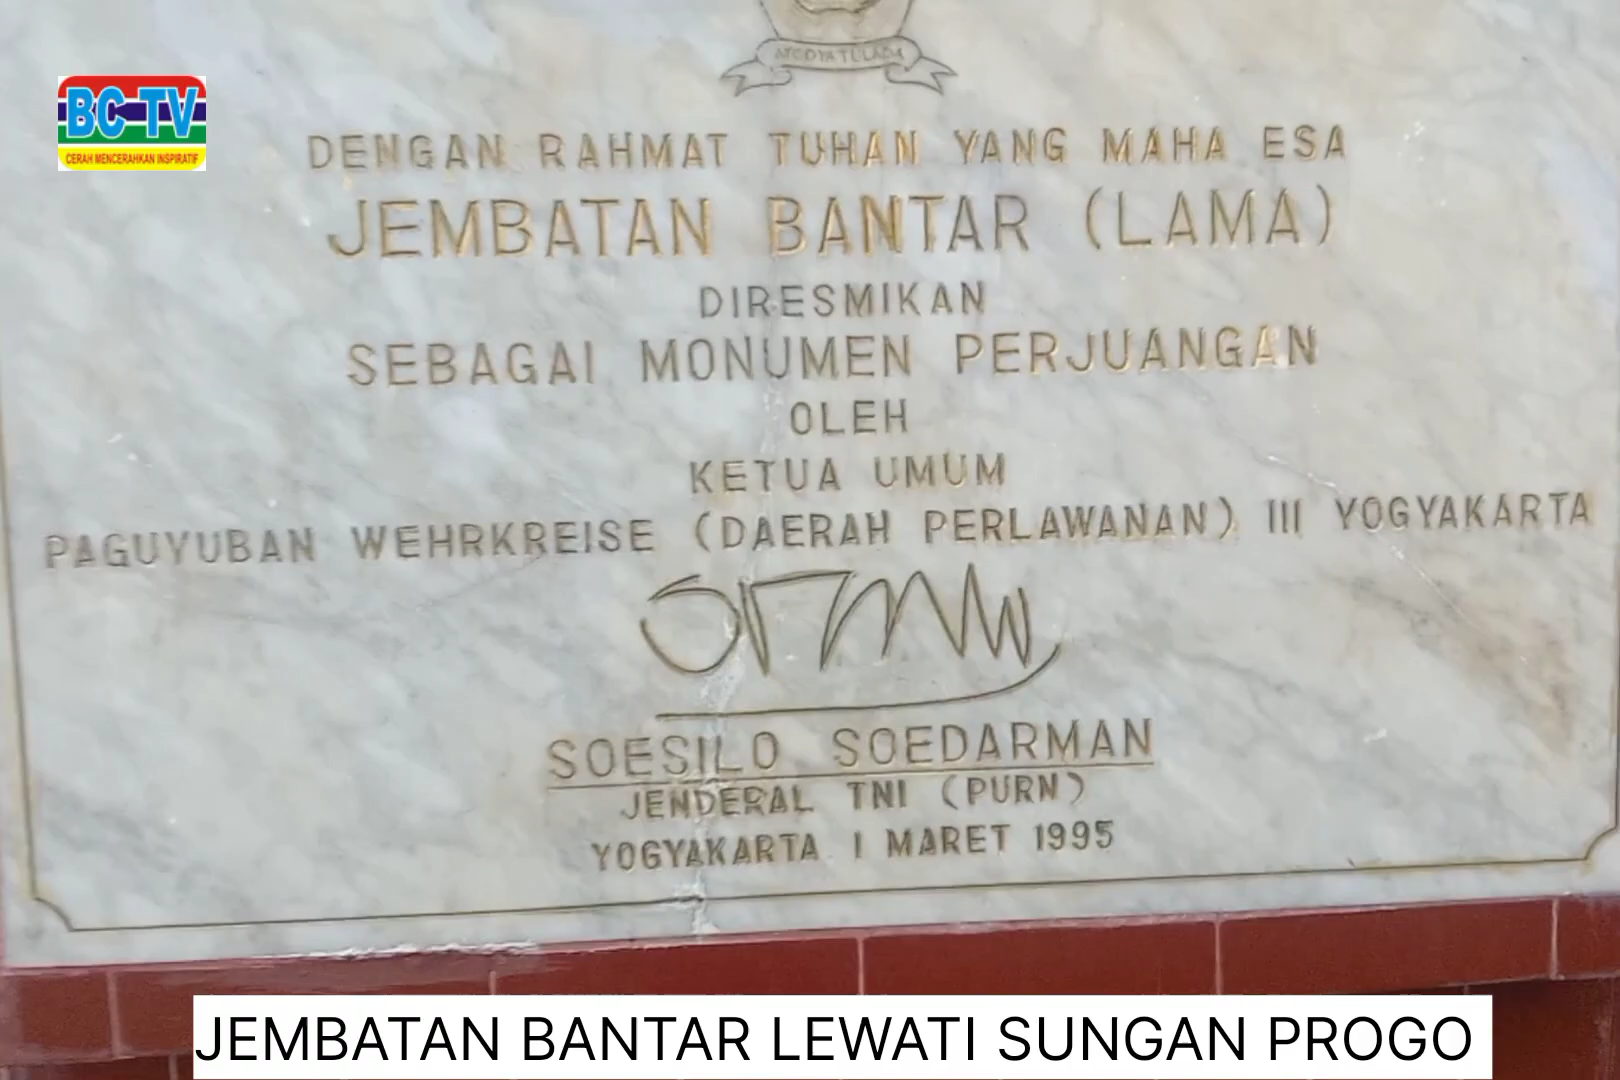 BC TV
CERAH MENCERAHKAN INSPIRATIF
DENGAN RAHMAT TUHAN YANG MAHA ESA
JEMBATAN BANTAR (LAMA)
DIRESMIKAN
SEBAGAI MONUMEN PERJUANGAN
OLEH
KETUA UMUM
PAGUYUBAN WEHRKREISE (DAERAH PERLAWANAN) III YOGYAKARTA
SOESILO SOEDARMAN
JENDERAL TNI (PURN)
YOGYAKARTA 1 MARET 1995
JEMBATAN BANTAR LEWATI SUNGAN PROGO